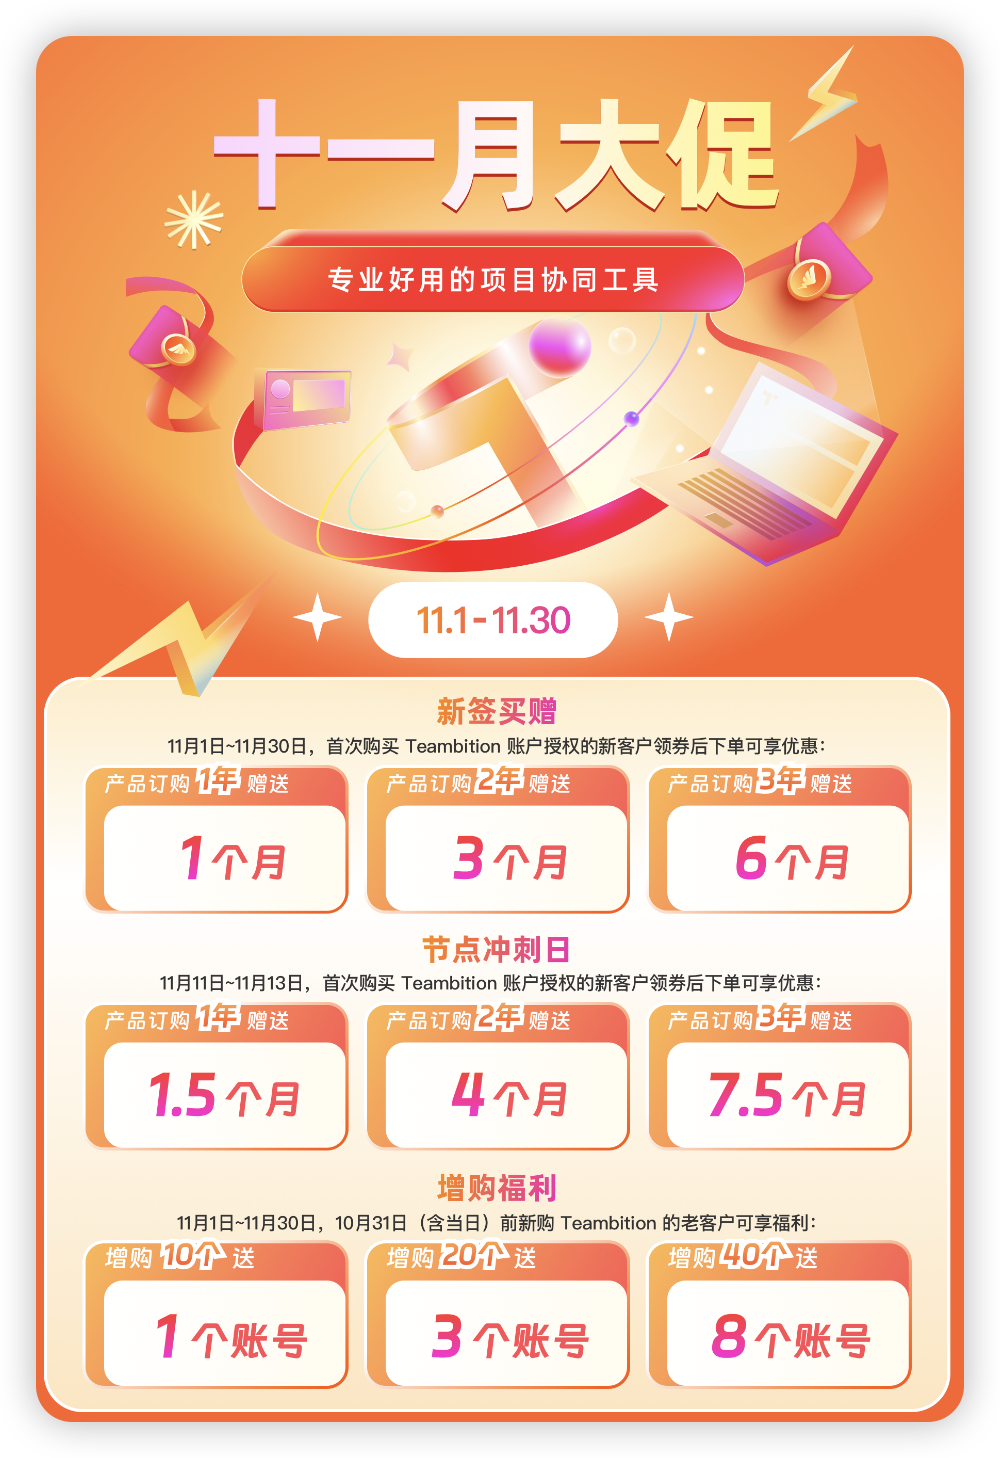 十一月大促
专业好用的项目协同工具
11.1-11.30
新签买赠
11月1日~11月30日，首次购买 Teambition 账户授权的新客户领券后下单可享优惠：
产品订购1年赠送
1个月
产品订购2年赠送
3个月
产品订购3年赠送
6个月
节点冲刺日
11月11日~11月13日，首次购买 Teambition 账户授权的新客户领券后下单可享优惠：
产品订购1年赠送
1.5个月
产品订购2年赠送
4个月
产品订购3年赠送
7.5个月
增购福利
11月1日~11月30日，10月31日（含当日）前新购 Teambition 的老客户可享福利：
增购10个送
1个账号
增购20个送
3个账号
增购40个送
8个账号